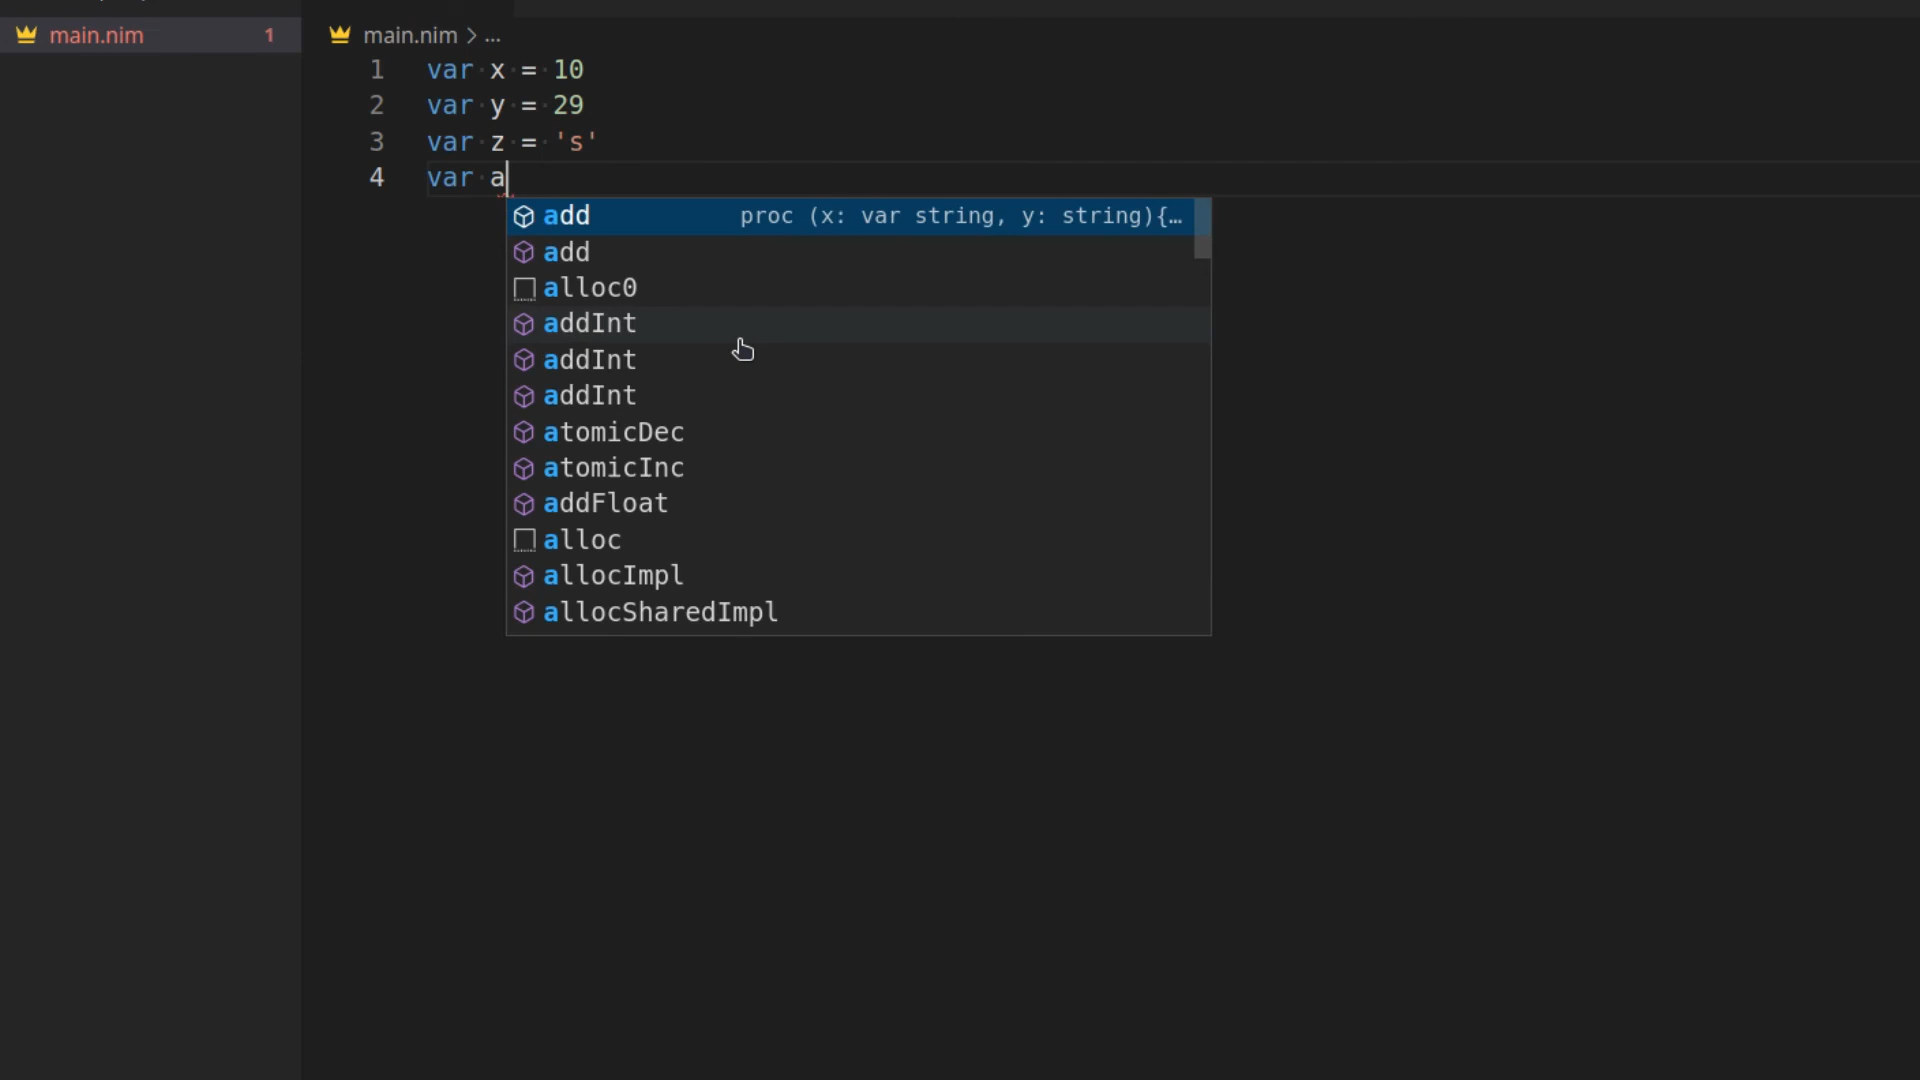 main.nim 1
main.nim > ...
1 var x = 10
2 var y = 29
3 var z = 's'
4 var a
add proc (x: var string, y: string){…
add
alloc0
addInt
addInt
addInt
atomicDec
atomicInc
addFloat
alloc
allocImpl
allocSharedImpl